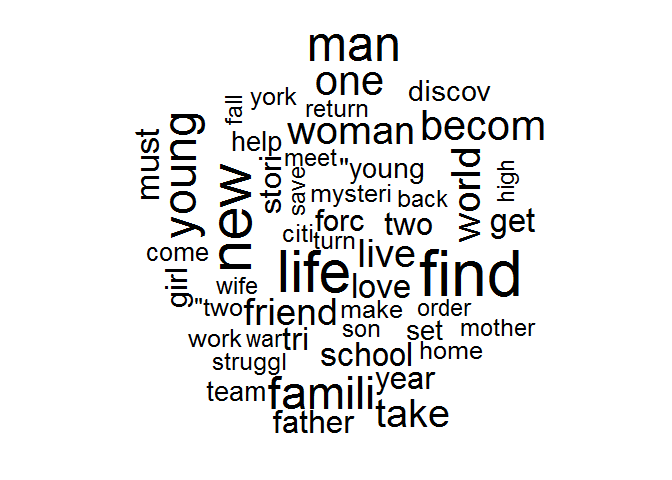 man
one
discov
york
fall
return
becom
woman
help
must
young
meet
"young
stori
save
world
high
new
mysteri
back
forc
two
get
citi
turn
live
come
life
find
girl
wife
love
"two
friend
make
order
son
set
mother
work
war
tri
school
home
struggl
year
team
famili
take
father